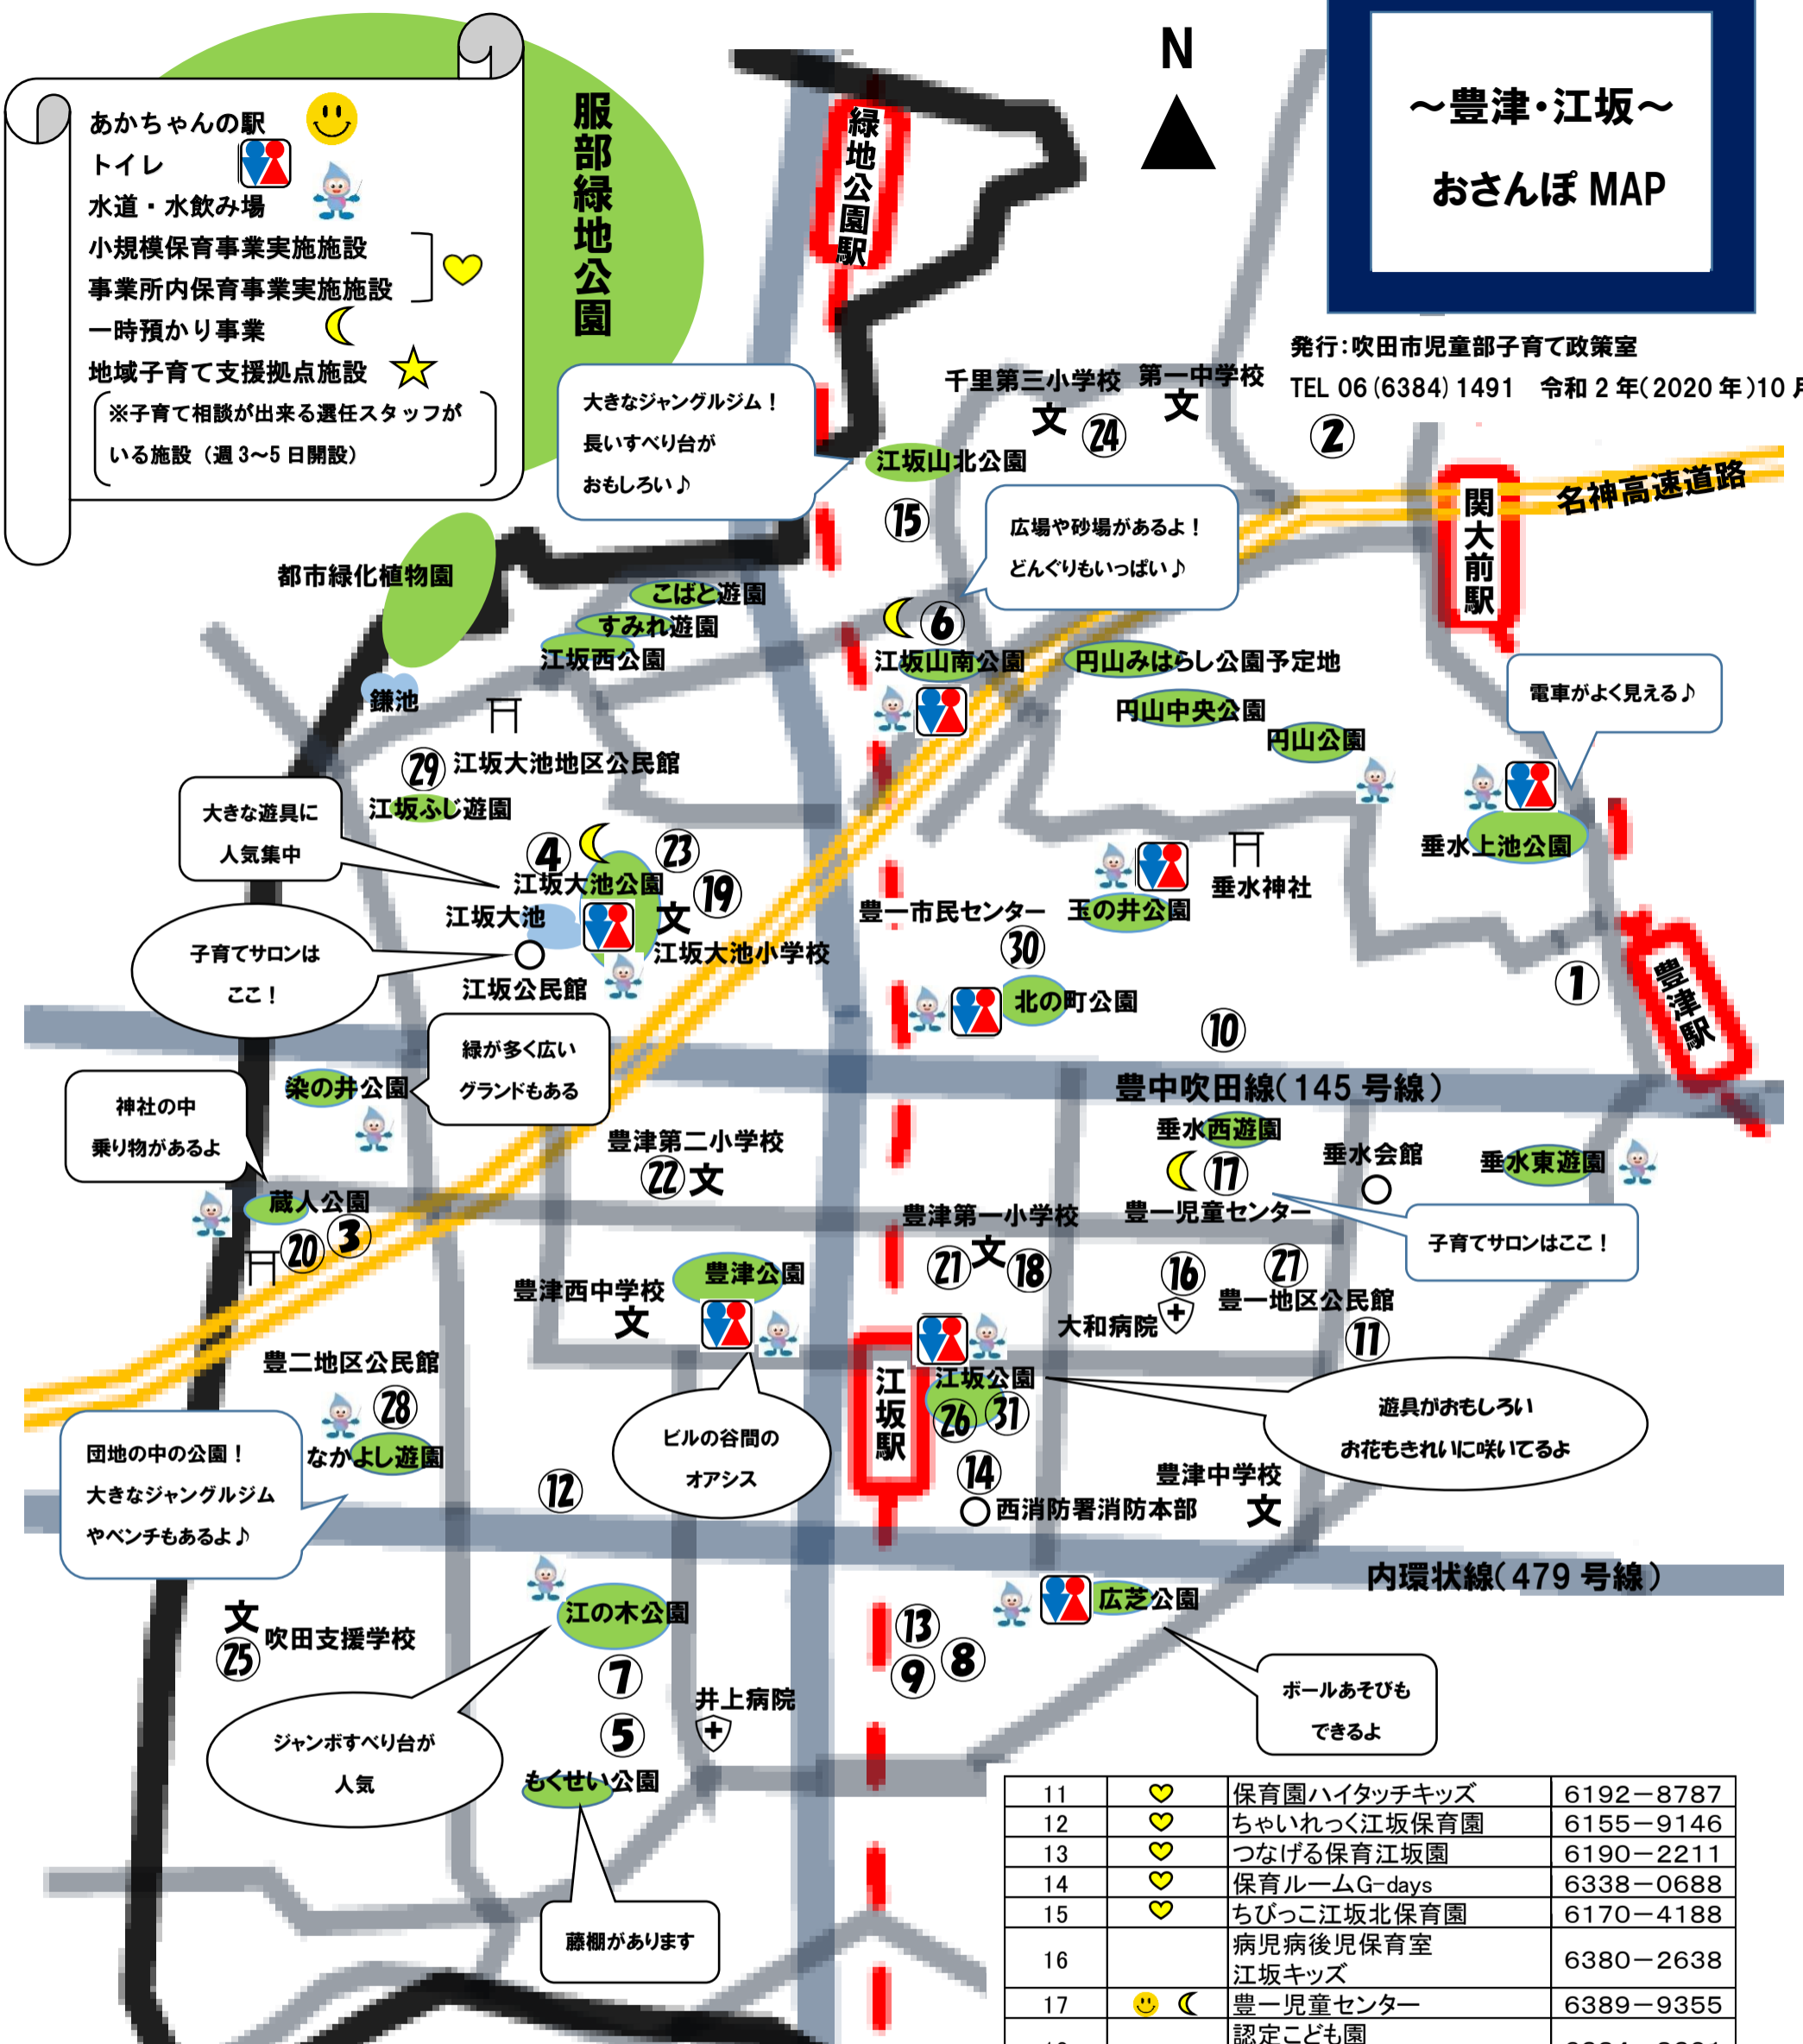 ～豊津・江坂～
おさんぽ MAP
発行：吹田市児童部子育て政策室
TEL 06(6384)1491 令和 2 年(2020 年)10 月
N
あかちゃんの駅
トイレ
水道・水飲み場
小規模保育事業実施施設
事業所内保育事業実施施設
一時預かり事業
地域子育て支援拠点施設
※子育て相談が出来る選任スタッフが
いる施設（週 3～5 日開設）
服部緑地公園
緑地公園駅
大きなジャングルジム！
長いすべり台が
おもしろい♪
千里第三小学校
文
㉔
第一中学校
文
②
江坂山北公園
⑮
関大前駅
名神高速道路
広場や砂場があるよ！
どんぐりもいっぱい♪
都市緑化植物園
こばと遊園
すみれ遊園
江坂西公園
⑥
江坂山南公園
円山みはらし公園予定地
円山中央公園
円山公園
電車がよく見える♪
垂水上池公園
鎌池
㉙
江坂大池地区公民館
江坂ふじ遊園
大きな遊具に
人気集中
④
㉓
江坂大池公園
⑲
江坂大池
文
江坂大池小学校
子育てサロンは
ここ！
江坂公民館
豊一市民センター
㉚
玉の井公園
垂水神社
北の町公園
①
豊津駅
⑩
緑が多く広い
グランドもある
染の井公園
豊中吹田線(145 号線)
神社の中
乗り物があるよ
豊津第二小学校
㉒
文
垂水西遊園
⑰
豊一児童センター
垂水会館
垂水東遊園
子育てサロンはここ！
蔵人公園
⑳
③
豊津第一小学校
㉑
文
⑱
⑯
㉗
豊一地区公民館
大和病院
⑪
豊津公園
豊津西中学校
文
豊二地区公民館
㉘
なかよし遊園
団地の中の公園！
大きなジャングルジム
やベンチもあるよ♪
ビルの谷間の
オアシス
江坂駅
江坂公園
㉖
㉛
遊具がおもしろい
お花もきれいに咲いてるよ
⑫
⑭
西消防署消防本部
豊津中学校
文
内環状線(479 号線)
文
㉕
吹田支援学校
江の木公園
⑬
⑨
⑧
広芝公園
ボールあそびも
できるよ
⑦
⑤
井上病院
ジャンボすべり台が
人気
もくせい公園
藤棚があります
11 保育園ハイタッチキッズ 6192－8787
12 ちゃいれっく江坂保育園 6155－9146
13 つなげる保育江坂園 6190－2211
14 保育ルームG-days 6338－0688
15 ちびっこ江坂北保育園 6170－4188
16 病児病後児保育室
江坂キッズ 6380－2638
17 豊一児童センター 6389－9355
認定こども園